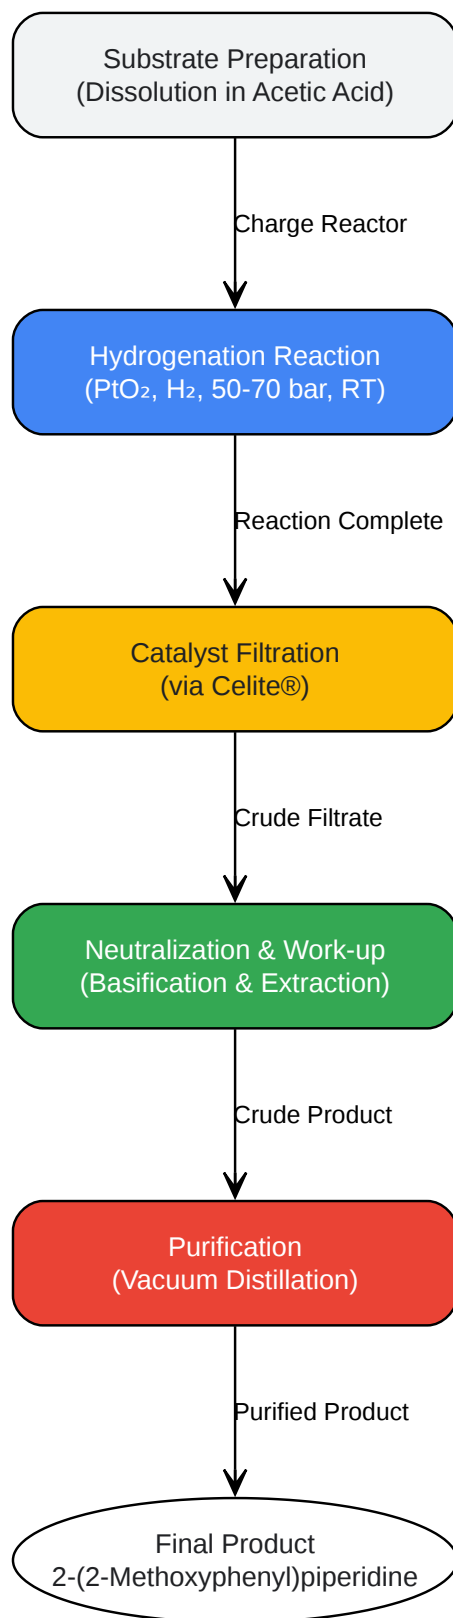 Substrate Preparation
(Dissolution in Acetic Acid)
Charge Reactor
Hydrogenation Reaction
(PtO₂, H₂, 50-70 bar, RT)
Reaction Complete
Catalyst Filtration
(via Celite®)
Crude Filtrate
Neutralization & Work-up
(Basification & Extraction)
Crude Product
Purification
(Vacuum Distillation)
Purified Product
Final Product
2-(2-Methoxyphenyl)piperidine